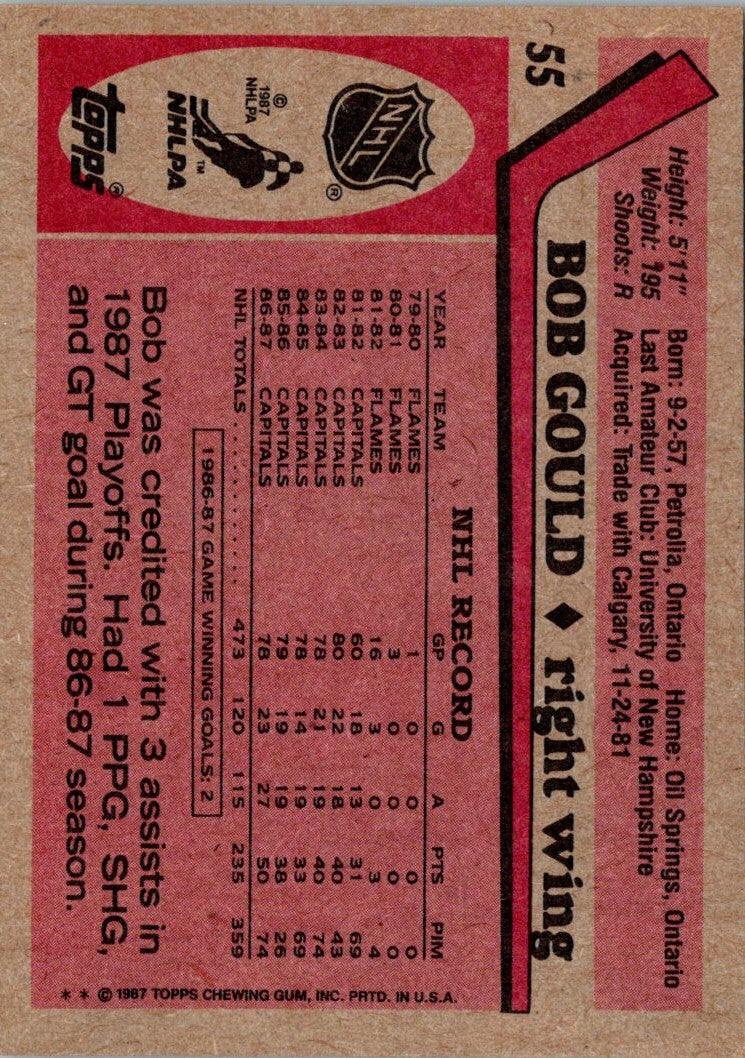 55
Height: 5'11" Born: 9-2-57, Petrolia, Ontario Home: Oil Springs, Ontario
Weight: 195 Last Amateur Club: University of New Hampshire
Shoots: R Acquired: Trade with Calgary, 11-24-81
BOB GOULD ♦ right wing
NHL
®
© 1987
NHLPA
NHLPA™
TOPPS®
NHL RECORD
YEAR TEAM GP G A PTS PIM
79-80 FLAMES 1 0 0 0 0
80-81 FLAMES 3 0 0 0 0
81-82 FLAMES 16 3 0 3 4
81-82 CAPITALS 60 18 13 31 69
82-83 CAPITALS 80 22 18 40 43
83-84 CAPITALS 78 21 19 40 74
84-85 CAPITALS 78 14 19 33 69
85-86 CAPITALS 79 19 19 38 26
86-87 CAPITALS 78 23 27 50 74
NHL TOTALS . . . . . . . . . . 473 120 115 235 359
1986-87 GAME WINNING GOALS: 2
Bob was credited with 3 assists in
1987 Playoffs. Had 1 PPG, SHG,
and GT goal during 86-87 season.
* * © 1987 TOPPS CHEWING GUM, INC. PRTD. IN U.S.A.